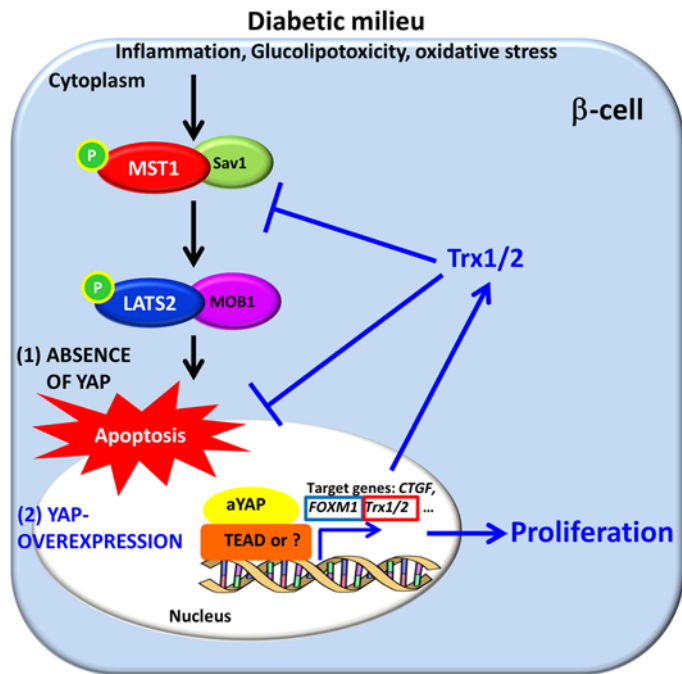 Diabetic milieu
Inflammation, Glucolipotoxicity, oxidative stress
Cytoplasm
β-cell
P
MST1
Sav1
Trx1/2
P
LATS2
MOB1
(1) ABSENCE
OF YAP
Apoptosis
Target genes: CTGF,
FOXM1 Trx1/2 ...
aYAP
(2) YAP-
OVEREXPRESSION
TEAD or ?
Proliferation
Nucleus